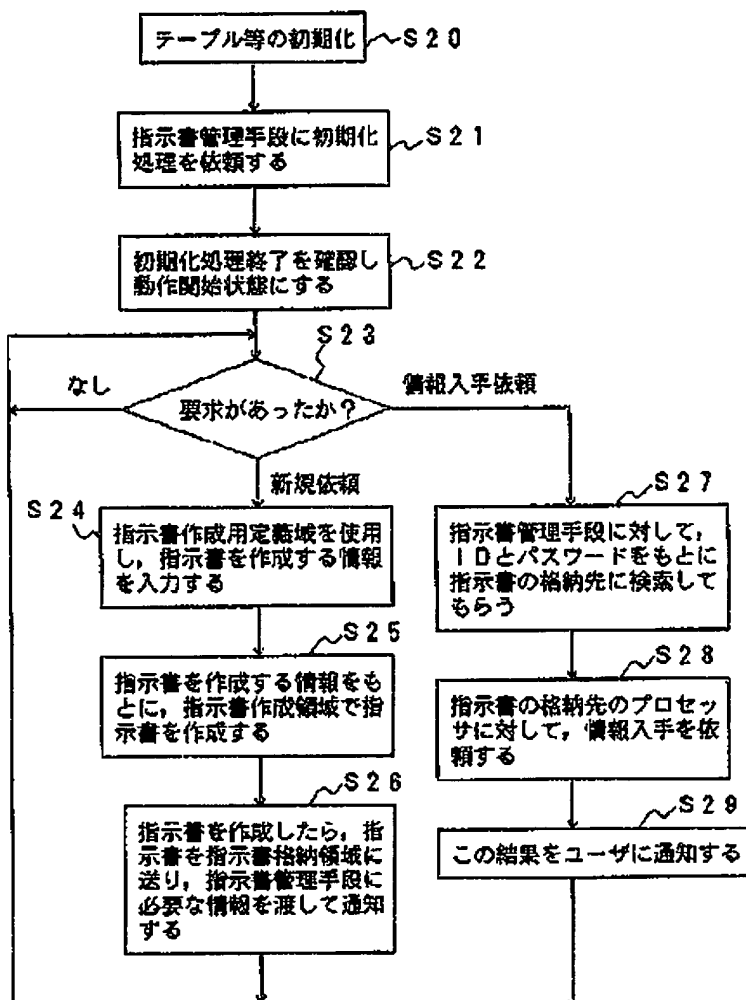 テーブル等の初期化
S20
指示書管理手段に初期化
処理を依頼する
S21
初期化処理終了を確認し
動作開始状態にする
S22
S23
なし
要求があったか?
情報入手依頼
新規依頼
S24
指示書作成用定義域を使用
し,指示書を作成する情報
を入力する
S25
指示書を作成する情報をも
とに,指示書作成領域で指
示書を作成する
S26
指示書を作成したら,指
示書を指示書格納領域に
送り,指示書管理手段に
必要な情報を渡して通知
する
S27
指示書管理手段に対して,
IDとパスワードをもとに
指示書の格納先に検索して
もらう
S28
指示書の格納先のプロセッ
サに対して,情報入手を依
頼する
S29
この結果をユーザに通知する